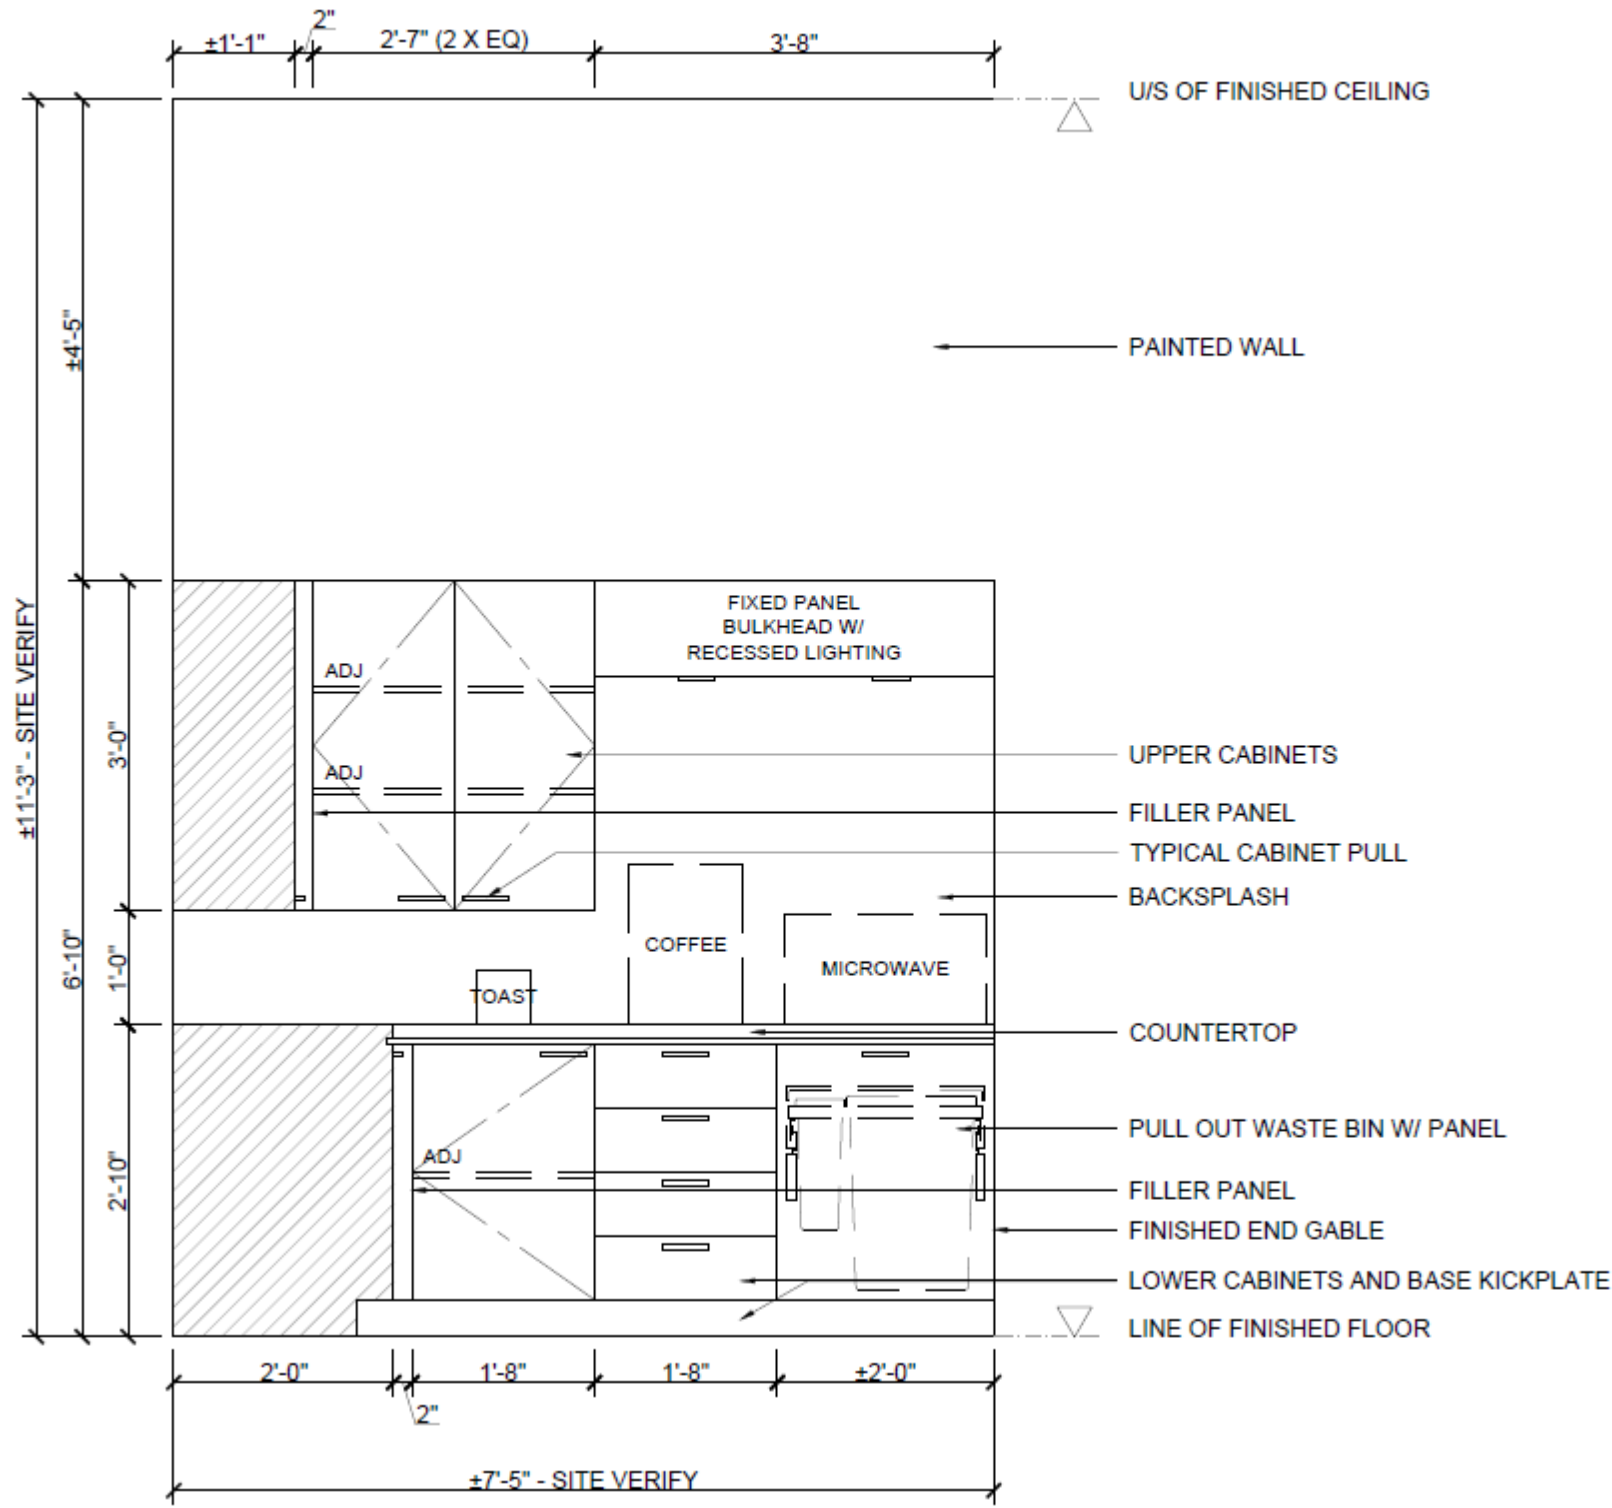 2"
±1'-1"
2'-7" (2 X EQ)
3'-8"
U/S OF FINISHED CEILING
±4'-5"
PAINTED WALL
FIXED PANEL
BULKHEAD W/
RECESSED LIGHTING
ADJ
±11'-3" - SITE VERIFY
3'-0"
UPPER CABINETS
ADJ
FILLER PANEL
TYPICAL CABINET PULL
BACKSPLASH
6'-10"
1'-0"
COFFEE
MICROWAVE
TOAST
COUNTERTOP
PULL OUT WASTE BIN W/ PANEL
ADJ
2'-10"
FILLER PANEL
FINISHED END GABLE
LOWER CABINETS AND BASE KICKPLATE
LINE OF FINISHED FLOOR
2'-0"
1'-8"
1'-8"
±2'-0"
2"
±7'-5" - SITE VERIFY